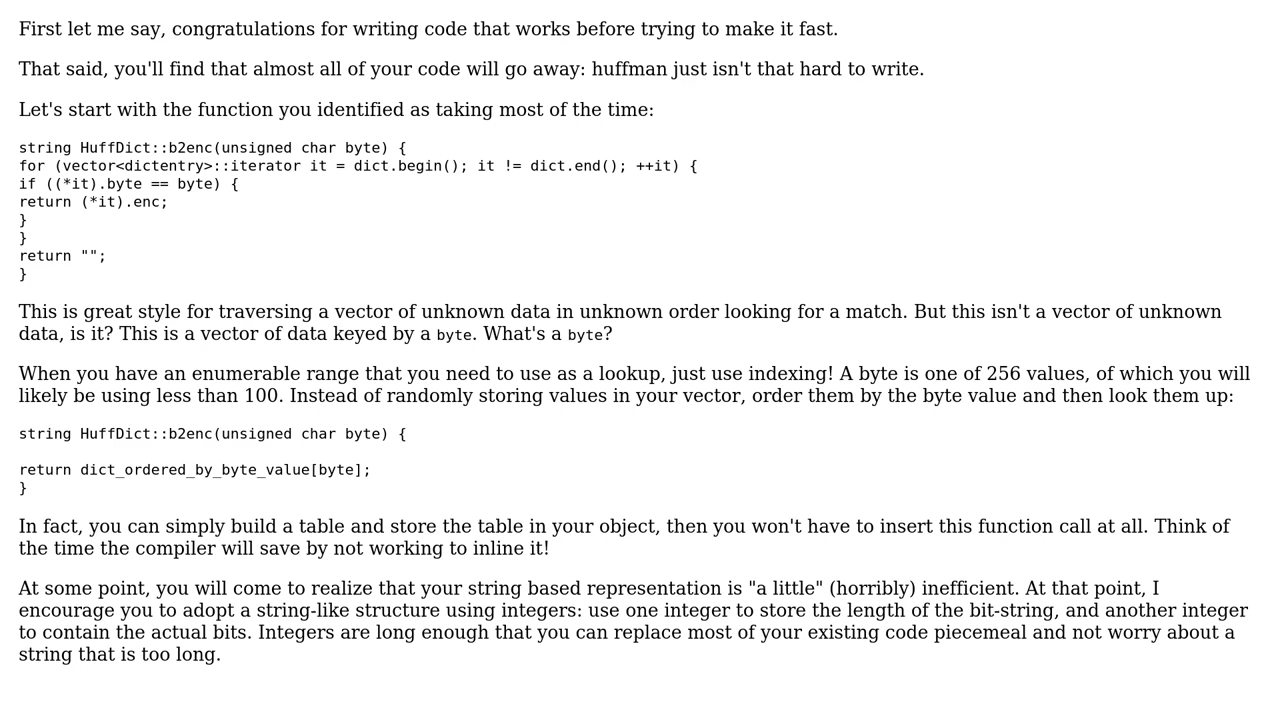 First let me say, congratulations for writing code that works before trying to make it fast.
That said, you'll find that almost all of your code will go away: huffman just isn't that hard to write.
Let's start with the function you identified as taking most of the time:
string HuffDict::b2enc(unsigned char byte) {
for (vector<dictentry>::iterator it = dict.begin(); it != dict.end(); ++it) {
if ((*it).byte == byte) {
return (*it).enc;
}
}
return "";
}
This is great style for traversing a vector of unknown data in unknown order looking for a match. But this isn't a vector of unknown
data, is it? This is a vector of data keyed by a byte. What's a byte?
When you have an enumerable range that you need to use as a lookup, just use indexing! A byte is one of 256 values, of which you will
likely be using less than 100. Instead of randomly storing values in your vector, order them by the byte value and then look them up:
string HuffDict::b2enc(unsigned char byte) {
return dict_ordered_by_byte_value[byte];
}
In fact, you can simply build a table and store the table in your object, then you won't have to insert this function call at all. Think of
the time the compiler will save by not working to inline it!
At some point, you will come to realize that your string based representation is "a little" (horribly) inefficient. At that point, I
encourage you to adopt a string-like structure using integers: use one integer to store the length of the bit-string, and another integer
to contain the actual bits. Integers are long enough that you can replace most of your existing code piecemeal and not worry about a
string that is too long.